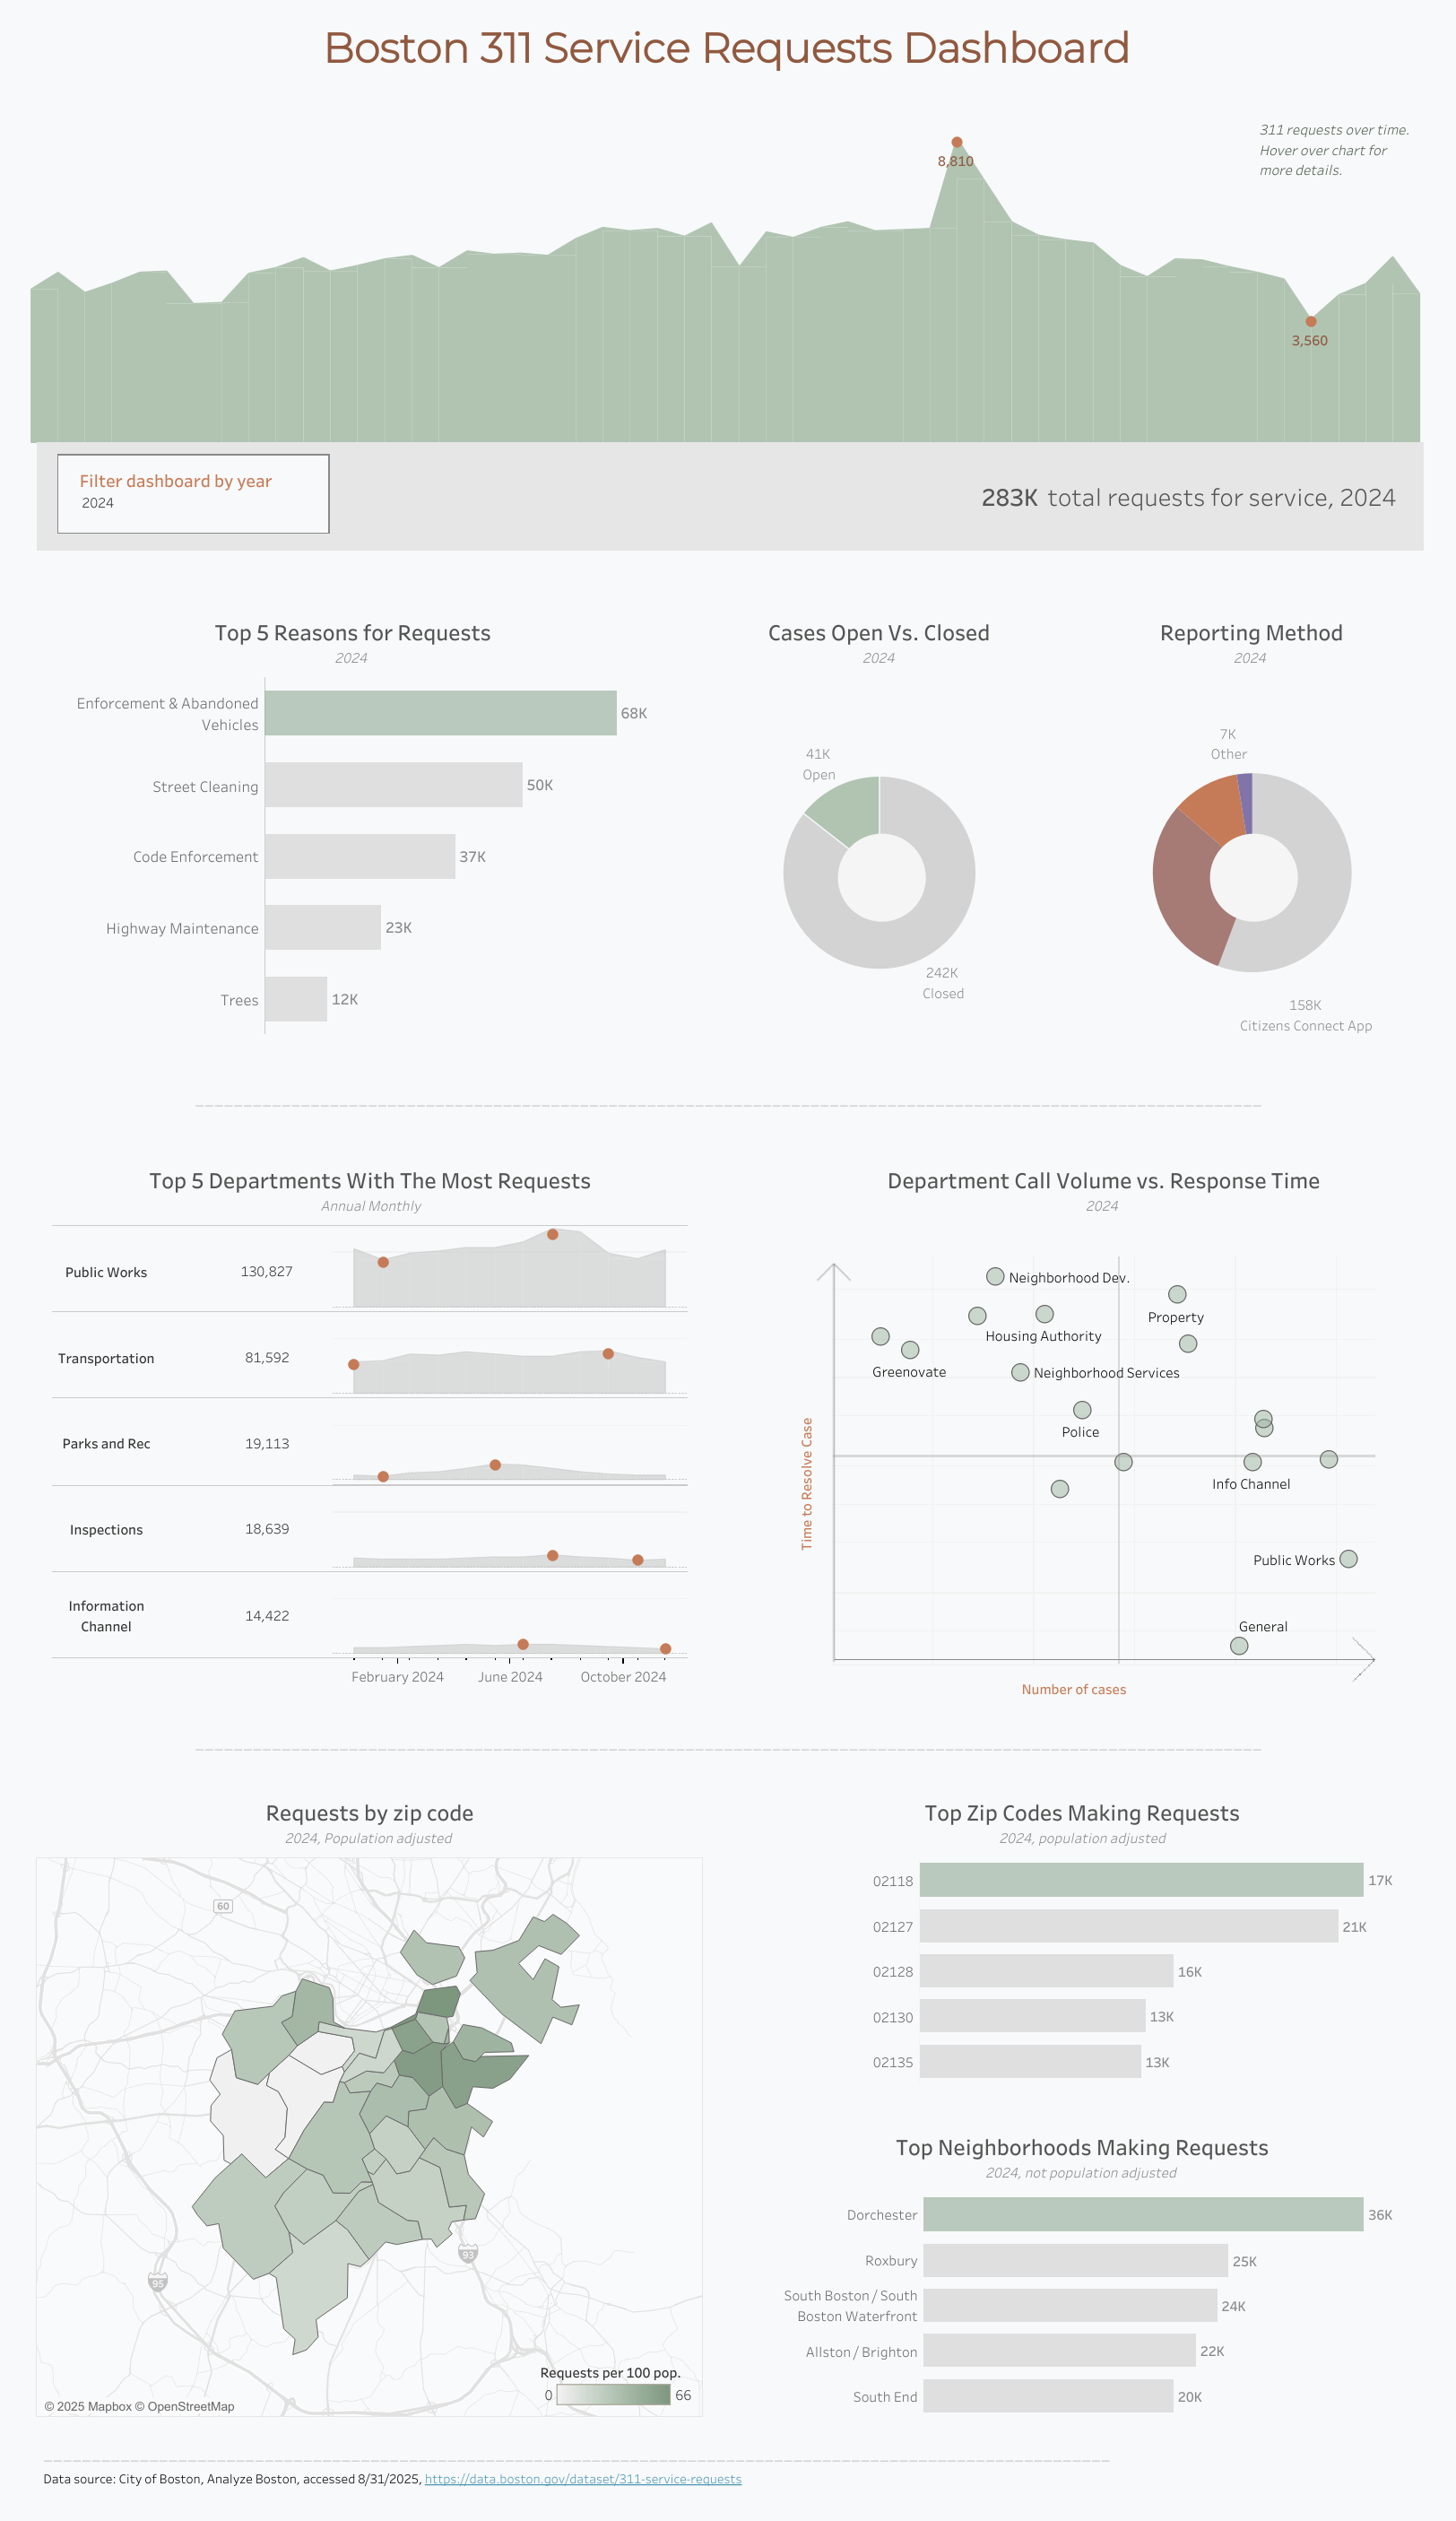 Boston 311 Service Requests Dashboard
311 requests over time.
Hover over chart for
more details.
8,810
3,560
Filter dashboard by year
2024
283K total requests for service, 2024
Top 5 Reasons for Requests
2024
Enforcement & Abandoned
Vehicles
68K
Street Cleaning
50K
Code Enforcement
37K
Highway Maintenance
23K
Trees
12K
Cases Open Vs. Closed
2024
41K
Open
242K
Closed
Reporting Method
2024
7K
Other
158K
Citizens Connect App
Top 5 Departments With The Most Requests
Annual Monthly
Public Works
130,827
Transportation
81,592
Parks and Rec
19,113
Inspections
18,639
Information
Channel
14,422
February 2024
June 2024
October 2024
Department Call Volume vs. Response Time
2024
Neighborhood Dev.
Property
Housing Authority
Greenovate
Neighborhood Services
Police
Info Channel
Public Works
General
Time to Resolve Case
Number of cases
Requests by zip code
2024, Population adjusted
60
95
93
Requests per 100 pop.
0
66
© 2025 Mapbox © OpenStreetMap
Top Zip Codes Making Requests
2024, population adjusted
02118
17K
02127
21K
02128
16K
02130
13K
02135
13K
Top Neighborhoods Making Requests
2024, not population adjusted
Dorchester
36K
Roxbury
25K
South Boston / South
Boston Waterfront
24K
Allston / Brighton
22K
South End
20K
Data source: City of Boston, Analyze Boston, accessed 8/31/2025, https://data.boston.gov/dataset/311-service-requests